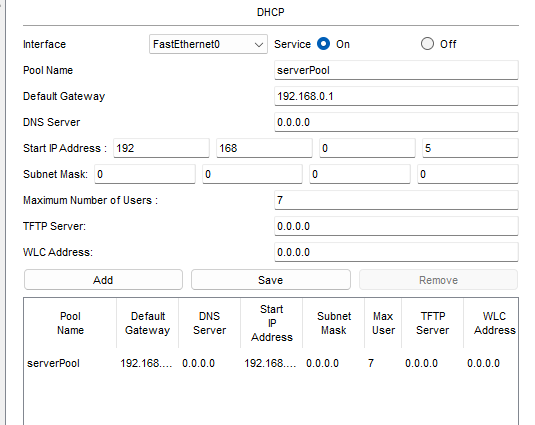 DHCP
Interface FastEthernet0 Service On Off
Pool Name serverPool
Default Gateway 192.168.0.1
DNS Server 0.0.0.0
Start IP Address : 192 168 0 5
Subnet Mask: 0 0 0 0
Maximum Number of Users : 7
TFTP Server: 0.0.0.0
WLC Address: 0.0.0.0
Add Save Remove
Pool Name Default Gateway DNS Server Start IP Address Subnet Mask Max User TFTP Server WLC Address
serverPool 192.168.... 0.0.0.0 192.168.... 0.0.0.0 7 0.0.0.0 0.0.0.0